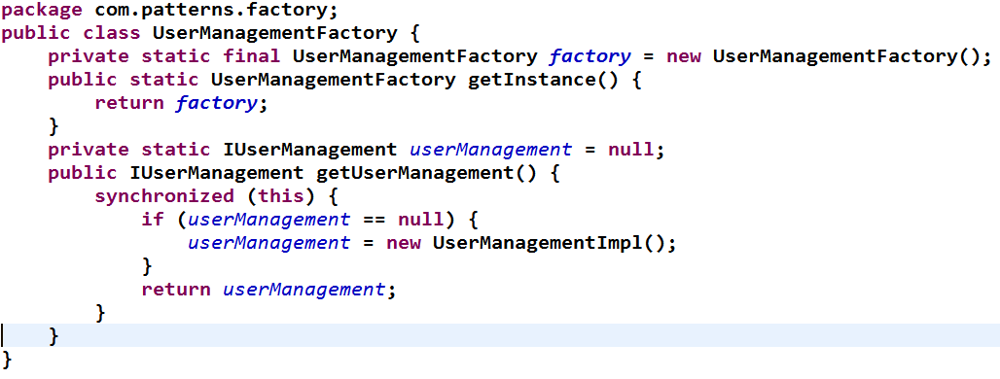 package com.patterns.factory;
public class UserManagementFactory {
    private static final UserManagementFactory factory = new UserManagementFactory();
    public static UserManagementFactory getInstance() {
        return factory;
    }
    private static IUserManagement userManagement = null;
    public IUserManagement getUserManagement() {
        synchronized (this) {
            if (userManagement == null) {
                userManagement = new UserManagementImpl();
            }
            return userManagement;
        }
    }
}